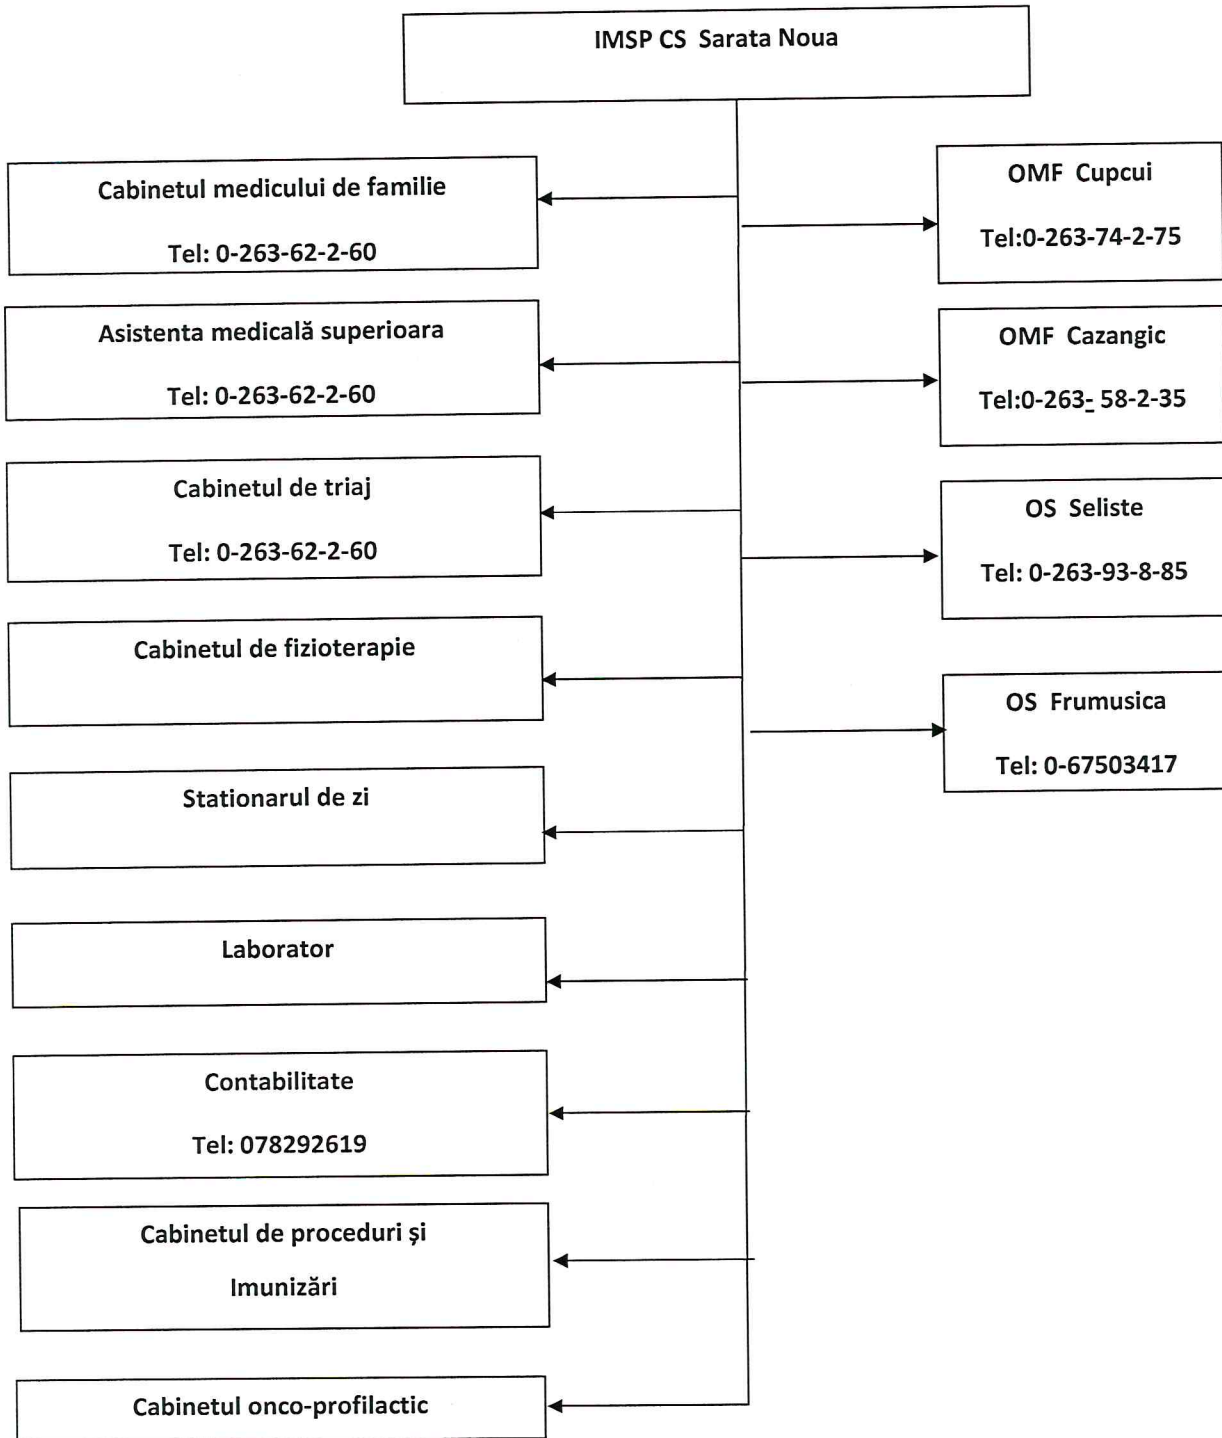 IMSP CS Sarata Noua
Cabinetul medicului de familie
Tel: 0-263-62-2-60
Asistenta medicală superioara
Tel: 0-263-62-2-60
Cabinetul de triaj
Tel: 0-263-62-2-60
Cabinetul de fizioterapie
Stationarul de zi
Laborator
Contabilitate
Tel: 078292619
Cabinetul de proceduri și
Imunizări
Cabinetul onco-profilactic
OMF Cupcui
Tel:0-263-74-2-75
OMF Cazangic
Tel:0-263- 58-2-35
OS Seliste
Tel: 0-263-93-8-85
OS Frumusica
Tel: 0-67503417